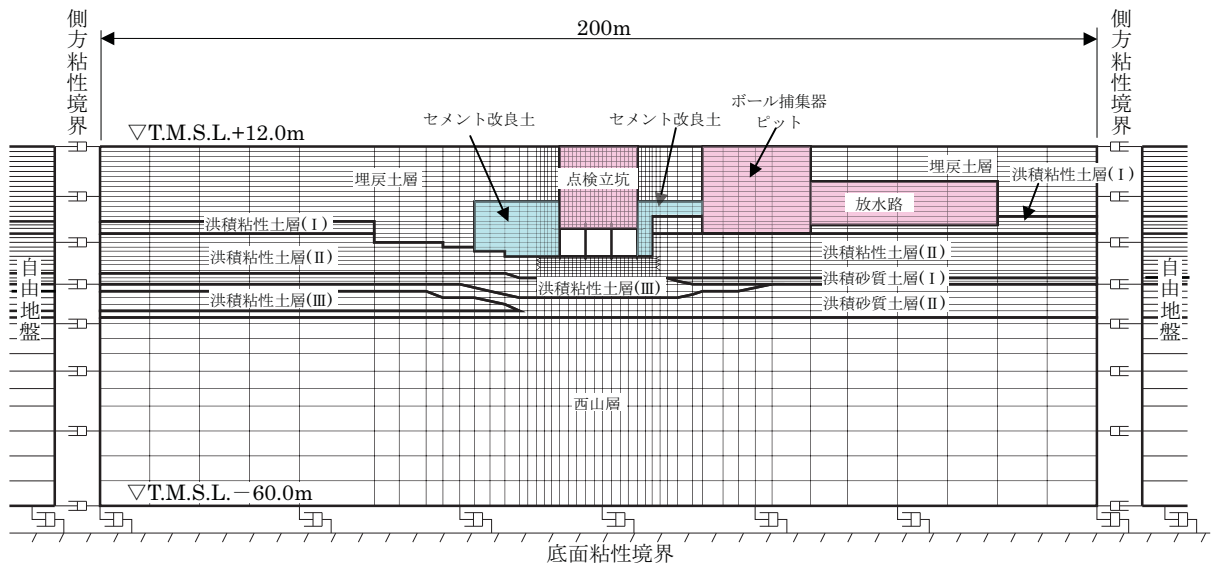 側方粘性境界
200m
側方粘性境界
ボール捕集器
ピット
セメント改良土
セメント改良土
▽T.M.S.L.+12.0m
埋戻土層
点検立坑
埋戻土層
洪積粘性土層(Ⅰ)
放水路
洪積粘性土層(Ⅰ)
洪積粘性土層(Ⅱ)
洪積粘性土層(Ⅱ)
自由地盤
洪積砂質土層(Ⅰ)
自由地盤
洪積粘性土層(Ⅲ)
洪積粘性土層(Ⅲ)
洪積砂質土層(Ⅱ)
西山層
▽T.M.S.L.－60.0m
底面粘性境界